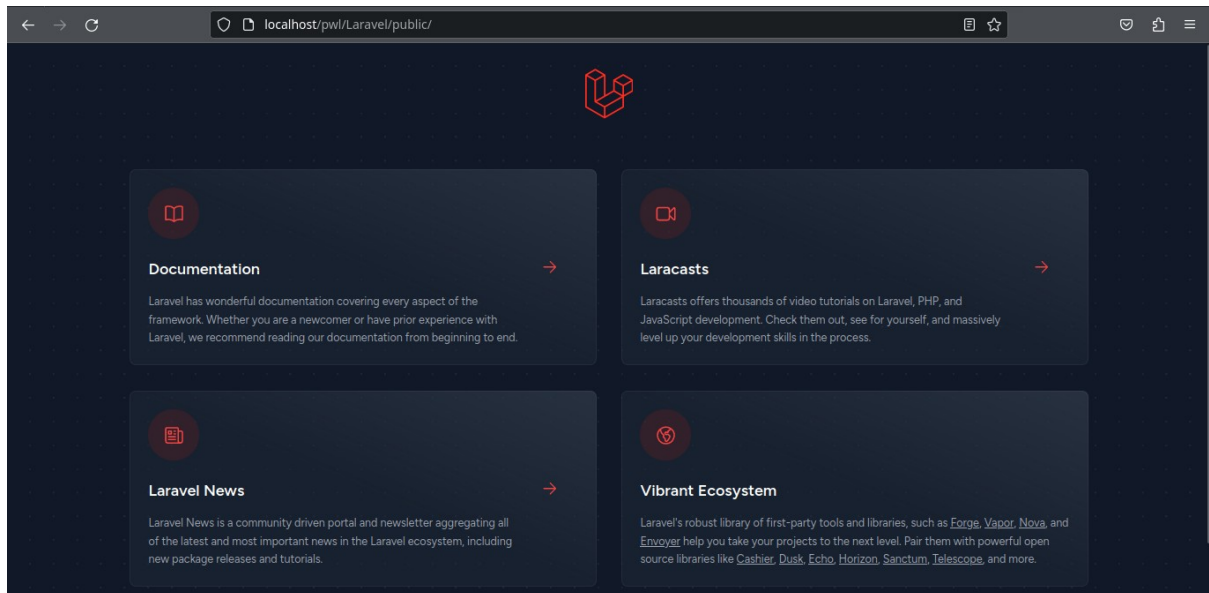 localhost/pwl/Laravel/public/
Documentation
Laravel has wonderful documentation covering every aspect of the
framework. Whether you are a newcomer or have prior experience with
Laravel, we recommend reading our documentation from beginning to end.
Laracasts
Laracasts offers thousands of video tutorials on Laravel, PHP, and
JavaScript development. Check them out, see for yourself, and massively
level up your development skills in the process.
Laravel News
Laravel News is a community driven portal and newsletter aggregating all
of the latest and most important news in the Laravel ecosystem, including
new package releases and tutorials.
Vibrant Ecosystem
Laravel's robust library of first-party tools and libraries, such as Forge, Vapor, Nova, and
Envoyer help you take your projects to the next level. Pair them with powerful open
source libraries like Cashier, Dusk, Echo, Horizon, Sanctum, Telescope, and more.